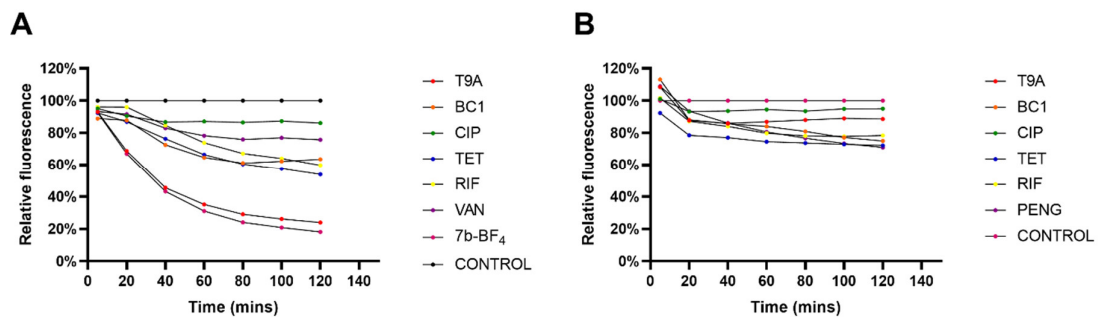 A
Relative fluorescence
120%
100%
80%
60%
40%
20%
0%
0 20 40 60 80 100 120 140
Time (mins)
T9A
BC1
CIP
TET
RIF
VAN
7b-BF4
CONTROL
B
Relative fluorescence
120%
100%
80%
60%
40%
20%
0%
0 20 40 60 80 100 120 140
Time (mins)
T9A
BC1
CIP
TET
RIF
PENG
CONTROL